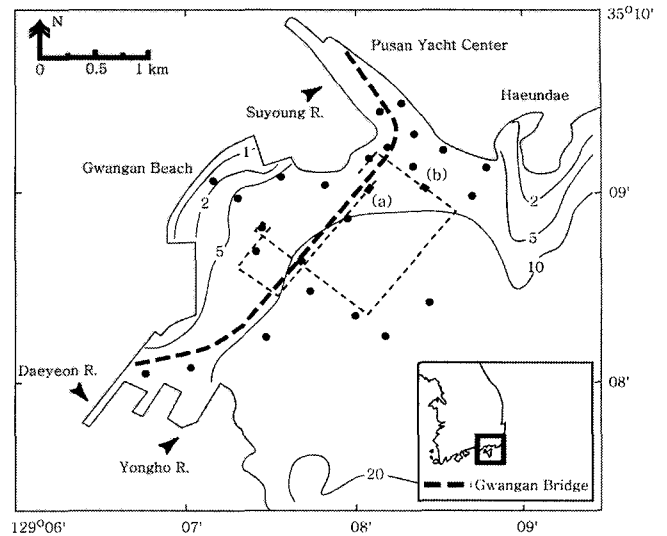 35°10'
N
Pusan Yacht Center
0 0.5 1 km
Haeundae
Suyoung R.
1
Gwangan Beach
(b)
09'
2
(a)
2
5
5
10
Daeyeon R.
08'
Yongho R.
20
Gwangan Bridge
129°06' 07' 08' 09'